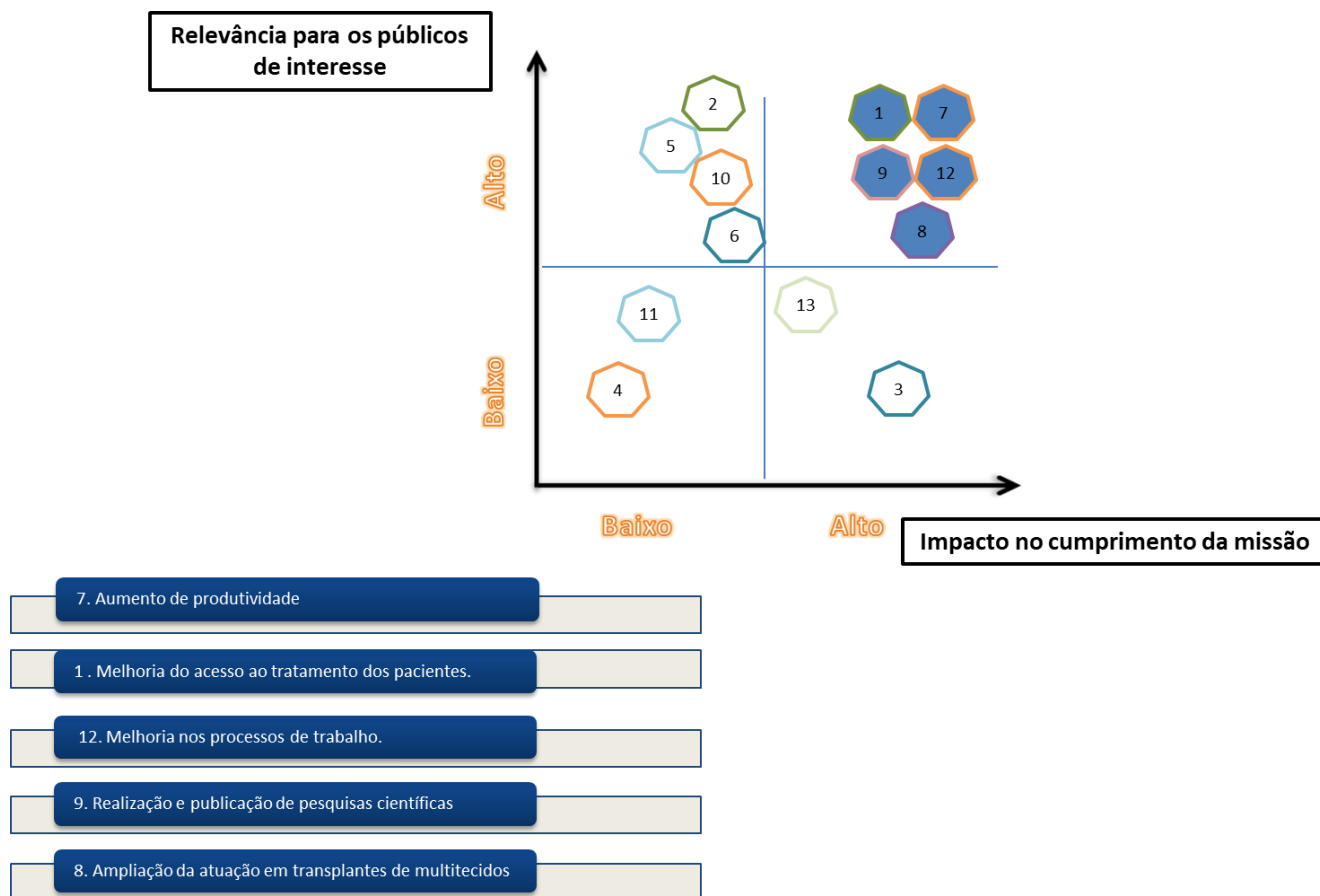 Relevância para os públicos
de interesse
2
1
7
5
10
9
12
Alto
6
8
11
13
Baixo
4
3
Baixo
Alto
Impacto no cumprimento da missão
7. Aumento de produtividade
1 . Melhoria do acesso ao tratamento dos pacientes.
12. Melhoria nos processos de trabalho.
9. Realização e publicação de pesquisas científicas
8. Ampliação da atuação em transplantes de multitecidos